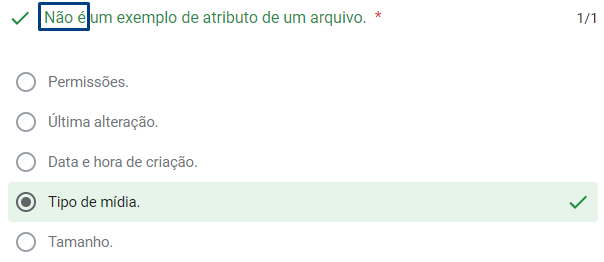 Não é um exemplo de atributo de um arquivo. *
1/1
Permissões.
Última alteração.
Data e hora de criação.
Tipo de mídia.
Tamanho.